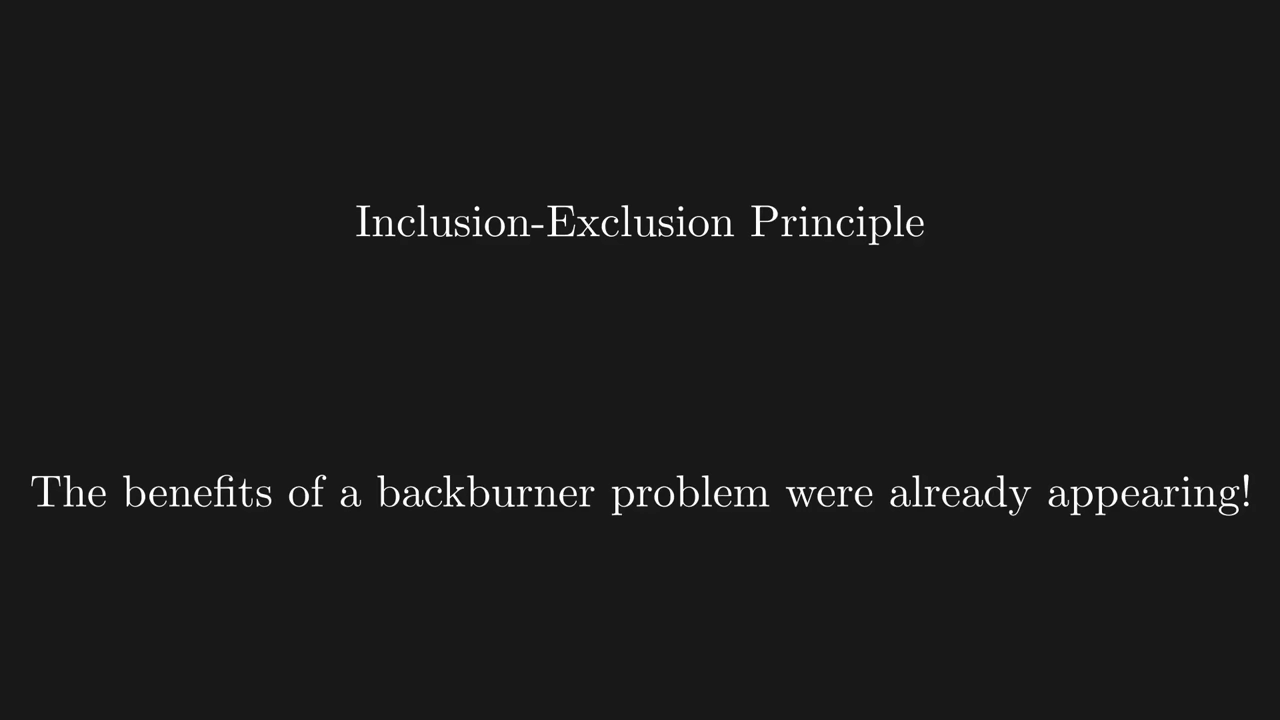 Inclusion-Exclusion Principle
The benefits of a backburner problem were already appearing!